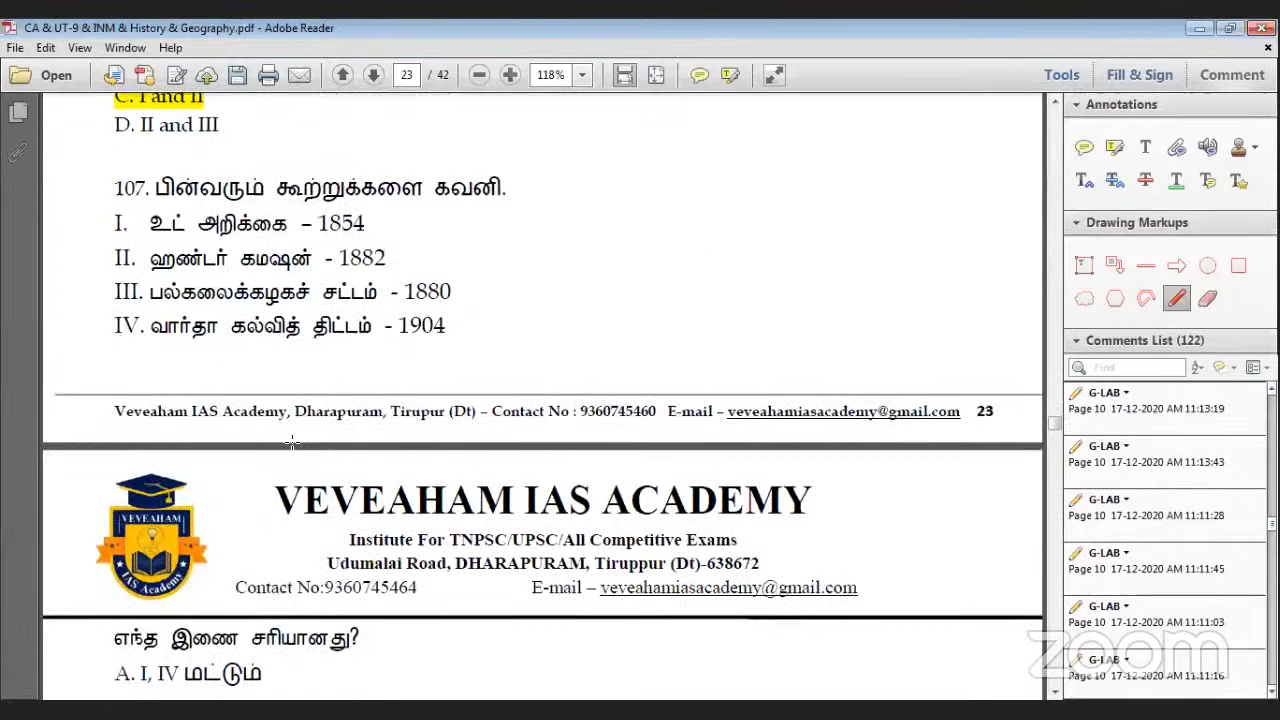 CA & UT-9 & INM & History & Geography.pdf - Adobe Reader
File Edit View Window Help
Open 23 / 42 118% Tools Fill & Sign Comment
C. I and II
D. II and III
107. பின்வரும் கூற்றுக்களை கவனி.
I. உட் அறிக்கை – 1854
II. ஹண்டர் கமஷன் - 1882
III. பல்கலைக்கழகச் சட்டம் - 1880
IV. வார்தா கல்வித் திட்டம் - 1904
Veveaham IAS Academy, Dharapuram, Tirupur (Dt) – Contact No : 9360745460 E-mail – veveahamiasacademy@gmail.com 23
VEVEAHAM
IAS Academy
VEVEAHAM IAS ACADEMY
Institute For TNPSC/UPSC/All Competitive Exams
Udumalai Road, DHARAPURAM, Tiruppur (Dt)-638672
Contact No:9360745464 E-mail – veveahamiasacademy@gmail.com
எந்த இணை சரியானது?
A. I, IV மட்டும்
Annotations
Drawing Markups
Comments List (122)
Find
G-LAB
Page 10 17-12-2020 AM 11:13:19
G-LAB
Page 10 17-12-2020 AM 11:13:43
G-LAB
Page 10 17-12-2020 AM 11:11:28
G-LAB
Page 10 17-12-2020 AM 11:11:45
G-LAB
Page 10 17-12-2020 AM 11:11:03
G-LAB
Page 10 17-12-2020 AM 11:11:16
zoom